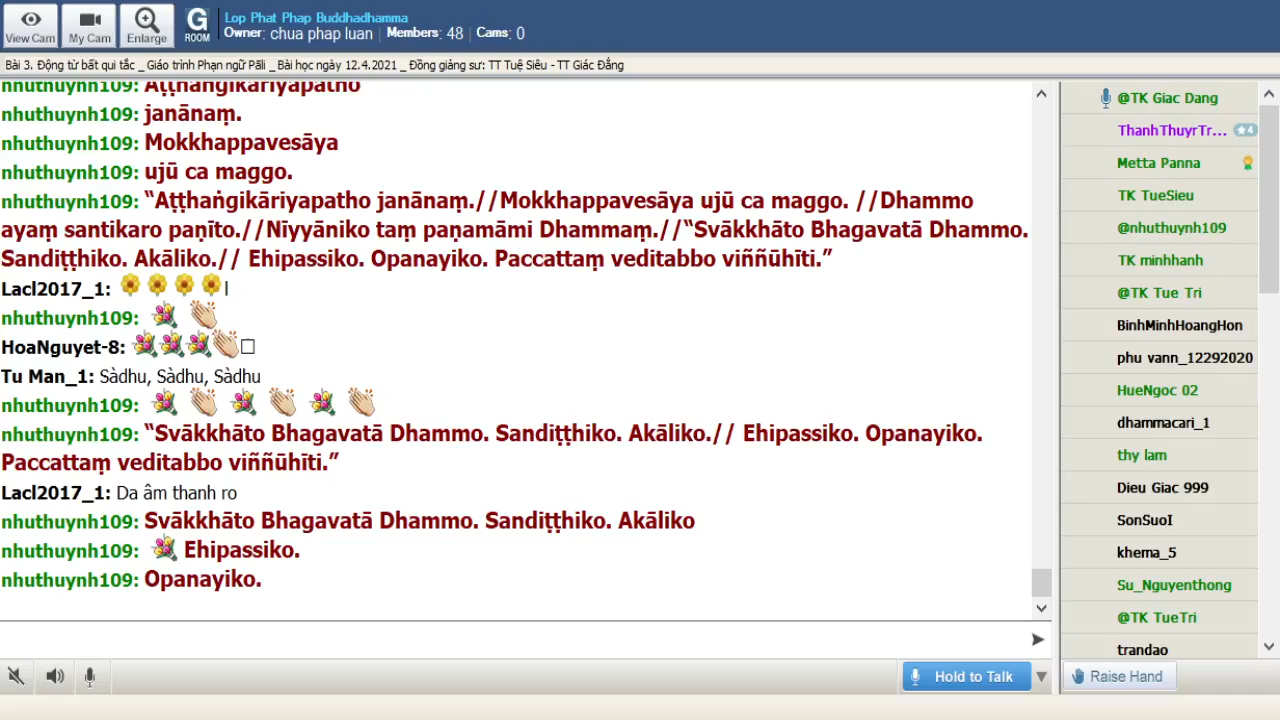 View Cam
My Cam
Enlarge
G
ROOM
Lop Phat Phap Buddhadhamma
Owner: chua phap luan | Members: 48 | Cams: 0
Bài 3. Động từ bất qui tắc _ Giáo trình Phạn ngữ Pāli _Bài học ngày 12.4.2021 _ Đồng giảng sư: TT Tuệ Siêu - TT Giác Đẳng
nhuthuynh109: Aṭṭhaṅgikāriyapatho
nhuthuynh109: janānaṃ.
nhuthuynh109: Mokkhappavesāya
nhuthuynh109: ujū ca maggo.
nhuthuynh109: “Aṭṭhaṅgikāriyapatho janānaṃ.//Mokkhappavesāya ujū ca maggo. //Dhammo
ayaṃ santikaro paṇīto.//Nīyyāniko taṃ paṇamāmi Dhammaṃ.//“Svākkhāto Bhagavatā Dhammo.
Sandiṭṭhiko. Akāliko.// Ehipassiko. Opanayiko. Paccattaṃ veditabbo viññūhīti.”
Lacl2017_1: l
nhuthuynh109:
HoaNguyet-8:
Tu Man_1: Sàdhu, Sàdhu, Sàdhu
nhuthuynh109:
nhuthuynh109: “Svākkhāto Bhagavatā Dhammo. Sandiṭṭhiko. Akāliko.// Ehipassiko. Opanayiko.
Paccattaṃ veditabbo viññūhīti.”
Lacl2017_1: Da âm thanh ro
nhuthuynh109: Svākkhāto Bhagavatā Dhammo. Sandiṭṭhiko. Akāliko
nhuthuynh109: Ehipassiko.
nhuthuynh109: Opanayiko.
@TK Giac Dang
ThanhThuyrTr... 4
Metta Panna
TK TueSieu
@nhuthuynh109
TK minhhanh
@TK Tue Tri
BinhMinhHoangHon
phu vann_12292020
HueNgoc 02
dhammacari_1
thy lam
Dieu Giac 999
SonSuoI
khema_5
Su_Nguyenthong
@TK TueTri
trandao
Hold to Talk
Raise Hand